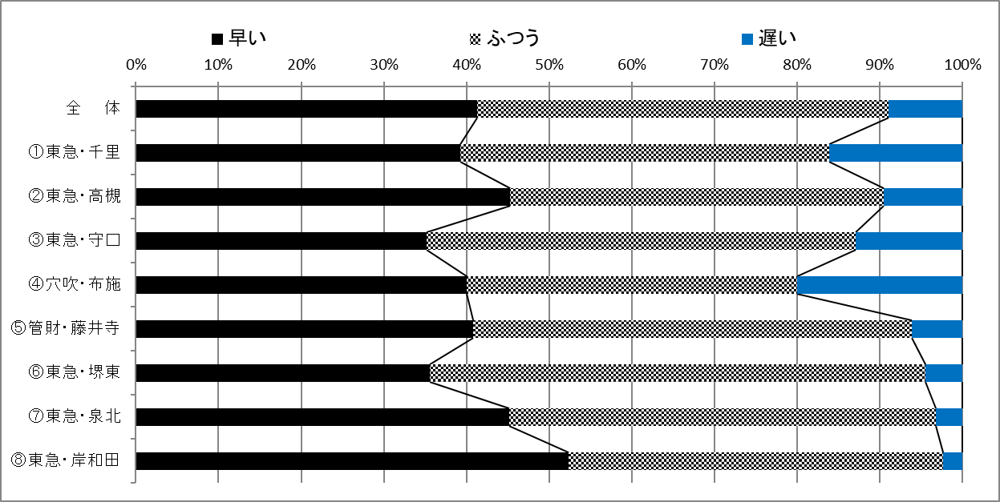 早い ふつう 遅い
0% 10% 20% 30% 40% 50% 60% 70% 80% 90% 100%
全 体
①東急・千里
②東急・高槻
③東急・守口
④穴吹・布施
⑤管財・藤井寺
⑥東急・堺東
⑦東急・泉北
⑧東急・岸和田